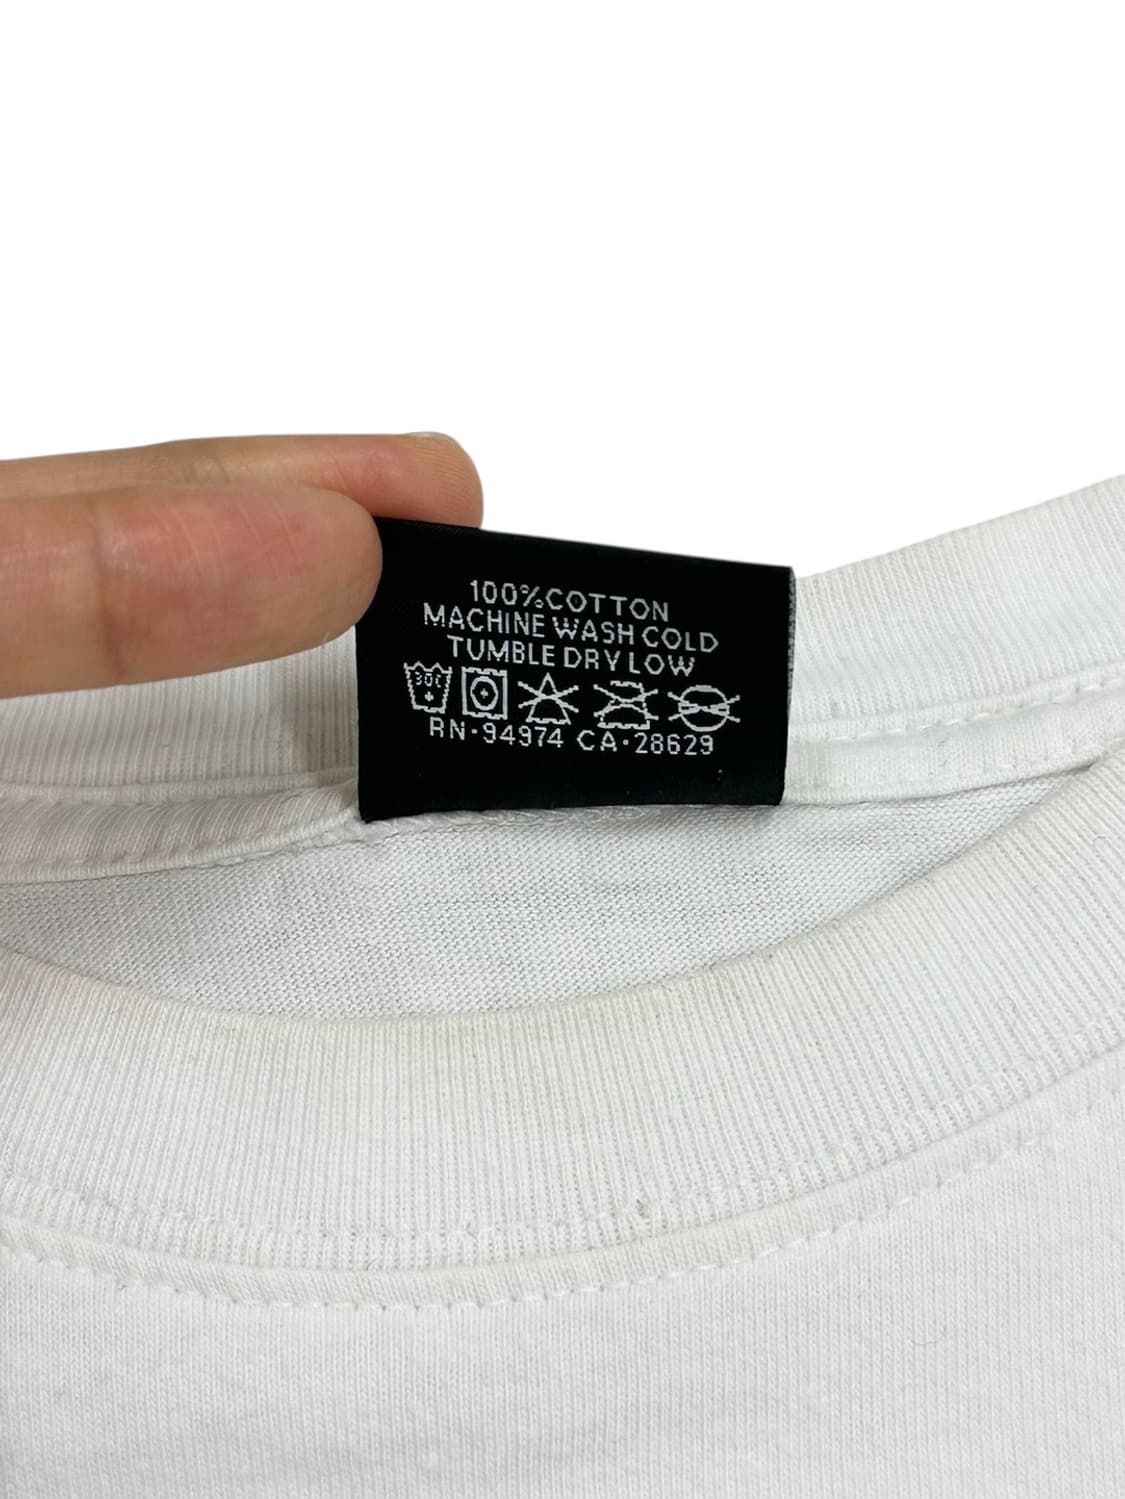 100%COTTON
MACHINE WASH COLD
TUMBLE DRY LOW
30C
RN·94974 CA·28629